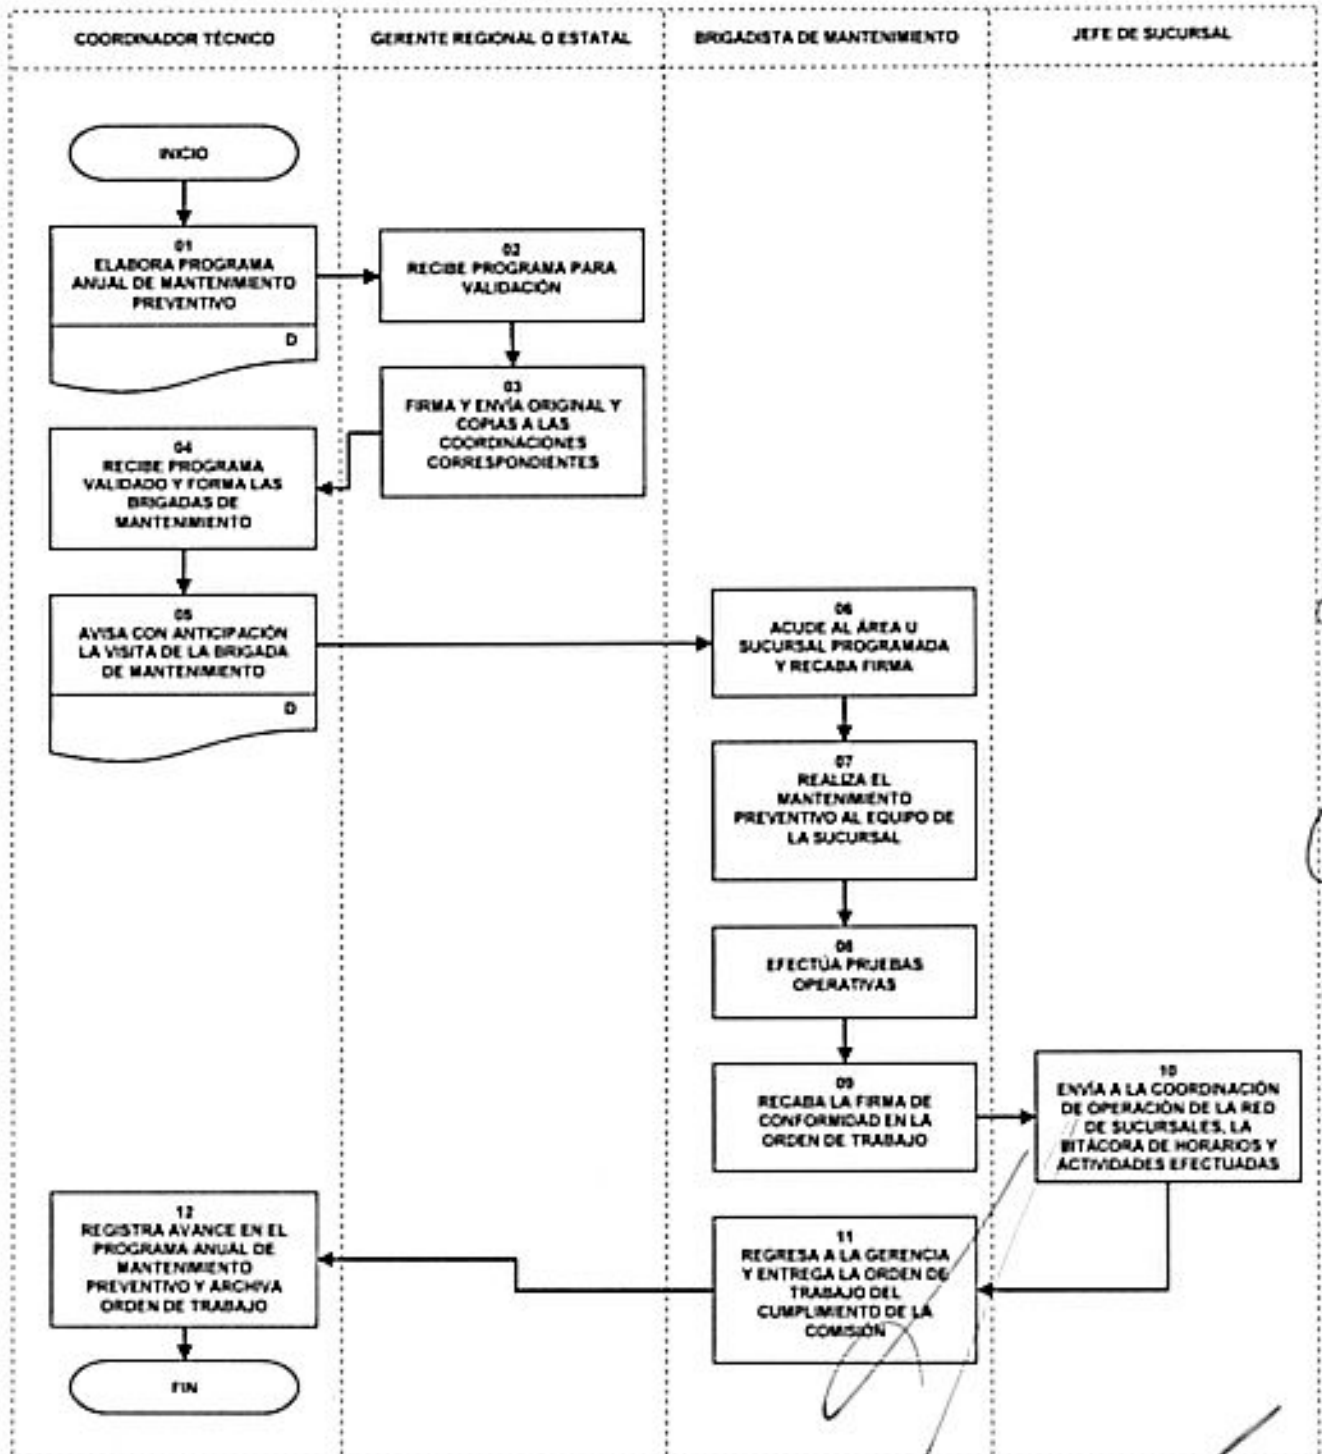 COORDINADOR TÉCNICO
GERENTE REGIONAL O ESTATAL
BRIGADISTA DE MANTENIMIENTO
JEFE DE SUCURSAL
INICIO
01
ELABORA PROGRAMA
ANUAL DE MANTENIMIENTO
PREVENTIVO
D
02
RECIBE PROGRAMA PARA
VALIDACIÓN
03
FIRMA Y ENVÍA ORIGINAL Y
COPIAS A LAS
COORDINACIONES
CORRESPONDIENTES
04
RECIBE PROGRAMA
VALIDADO Y FORMA LAS
BRIGADAS DE
MANTENIMIENTO
05
AVISA CON ANTICIPACIÓN
LA VISITA DE LA BRIGADA
DE MANTENIMIENTO
D
06
ACUDE AL ÁREA U
SUCURSAL PROGRAMADA
Y RECABA FIRMA
07
REALIZA EL
MANTENIMIENTO
PREVENTIVO AL EQUIPO DE
LA SUCURSAL
08
EFECTÚA PRUEBAS
OPERATIVAS
09
RECABA LA FIRMA DE
CONFORMIDAD EN LA
ORDEN DE TRABAJO
10
ENVÍA A LA COORDINACIÓN
DE OPERACIÓN DE LA RED
DE SUCURSALES, LA
BITÁCORA DE HORARIOS Y
ACTIVIDADES EFECTUADAS
11
REGRESA A LA GERENCIA
Y ENTREGA LA ORDEN DE
TRABAJO DEL
CUMPLIMIENTO DE LA
COMISIÓN
12
REGISTRA AVANCE EN EL
PROGRAMA ANUAL DE
MANTENIMIENTO
PREVENTIVO Y ARCHIVA
ORDEN DE TRABAJO
FIN